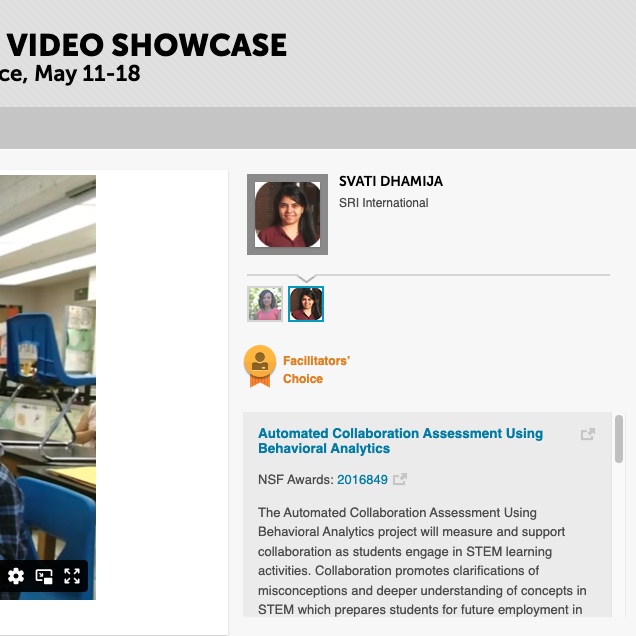 VIDEO SHOWCASE
ce, May 11-18
SVATI DHAMIJA
SRI International
Facilitators'
Choice
Automated Collaboration Assessment Using
Behavioral Analytics
NSF Awards: 2016849
The Automated Collaboration Assessment Using
Behavioral Analytics project will measure and support
collaboration as students engage in STEM learning
activities. Collaboration promotes clarifications of
misconceptions and deeper understanding of concepts in
STEM which prepares students for future employment in